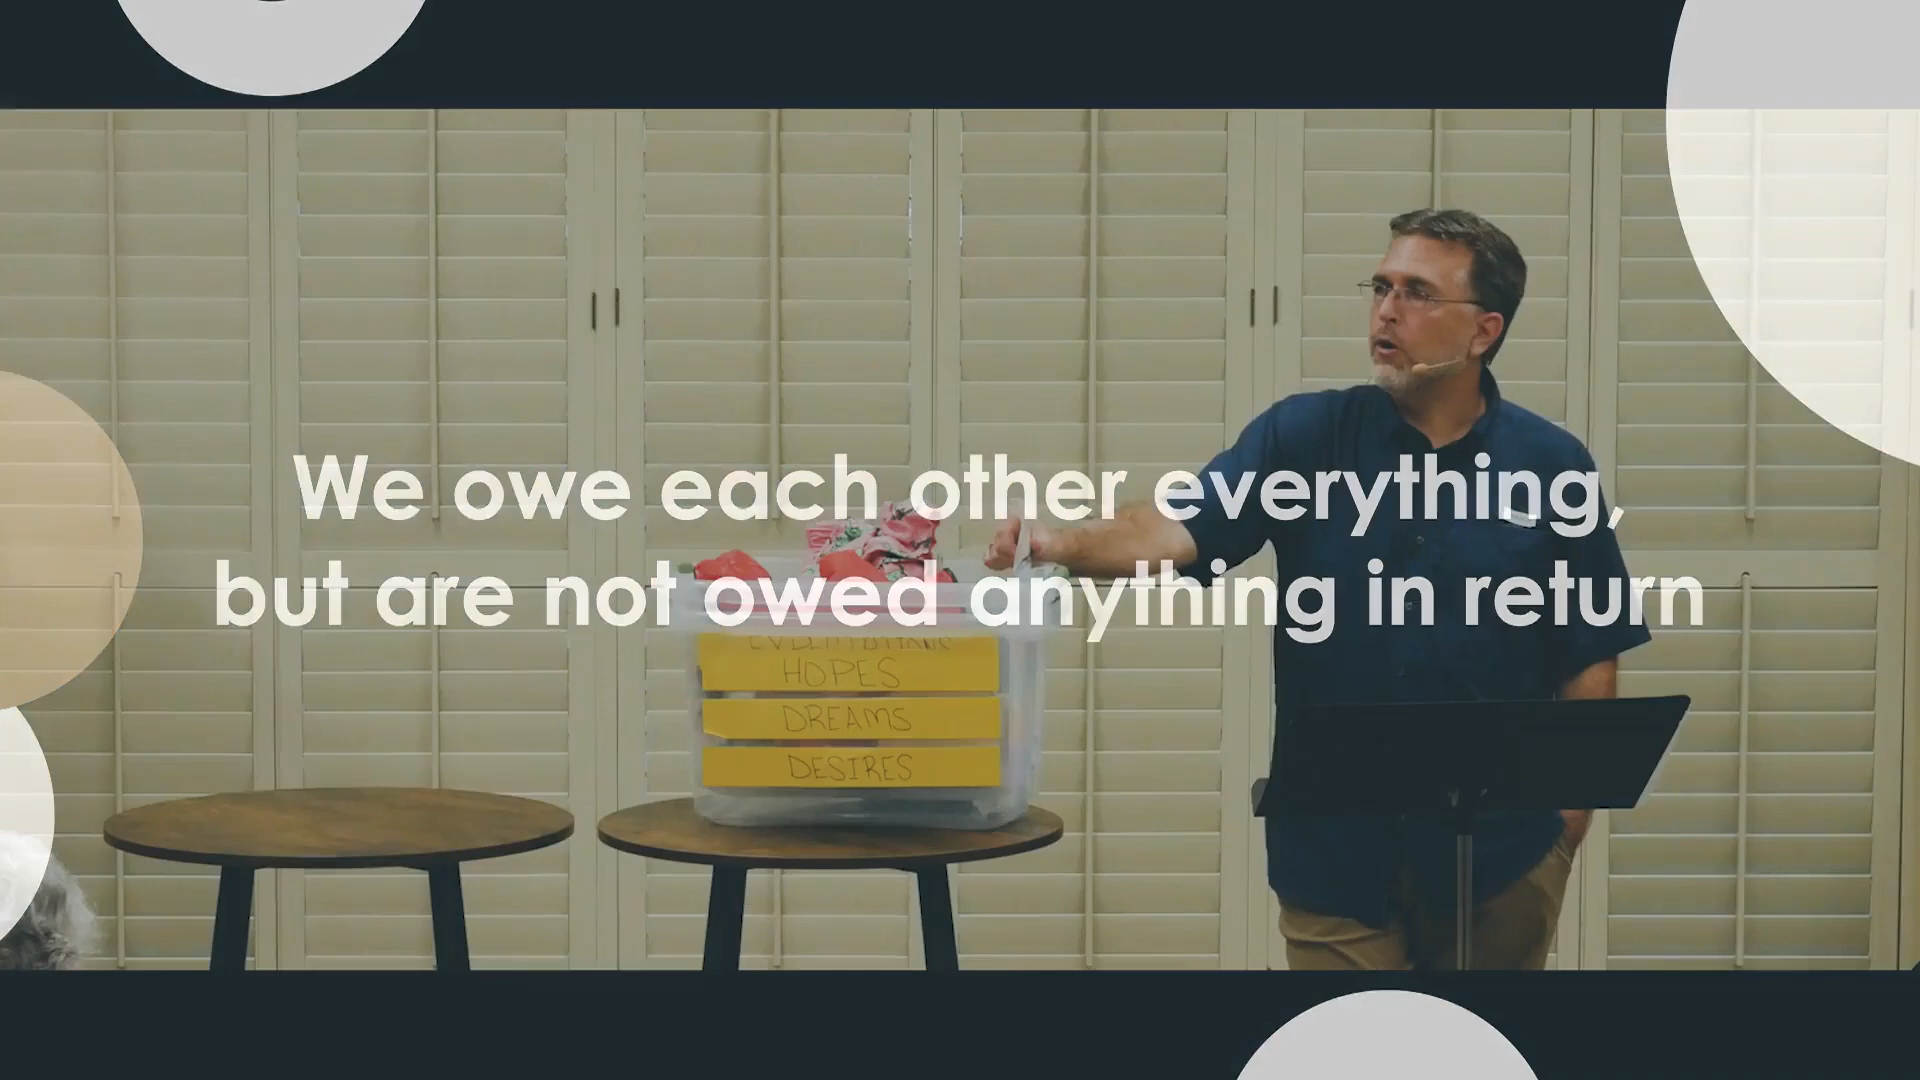 We owe each other everything,
but are not owed anything in return
HOPES
DREAMS
DESIRES